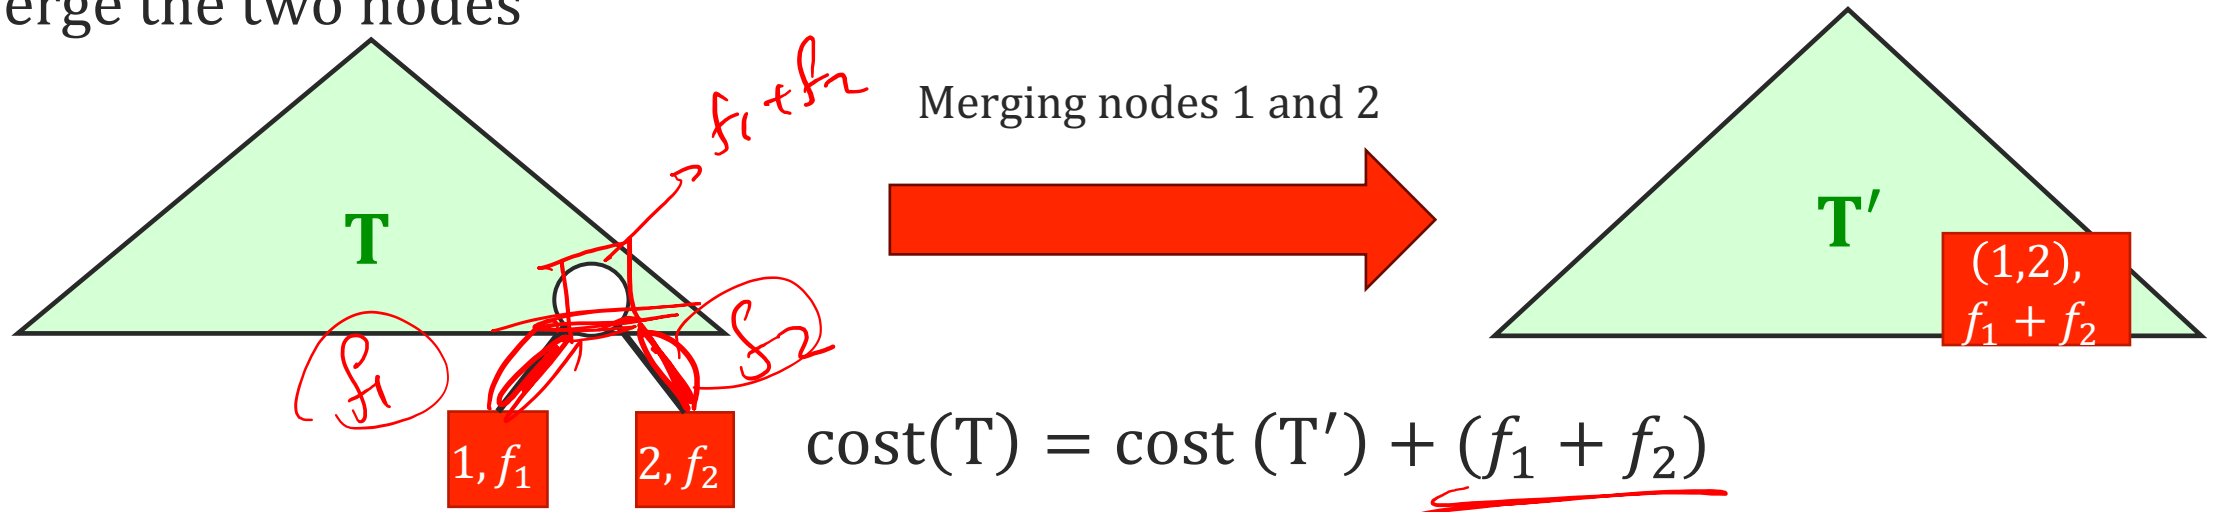 erge the two nodes
f₁ + f₂
Merging nodes 1 and 2
T
T′
(1,2),
f₁ + f₂
f₁
f₂
1, f₁
2, f₂
cost(T) = cost (T′) + (f₁ + f₂)